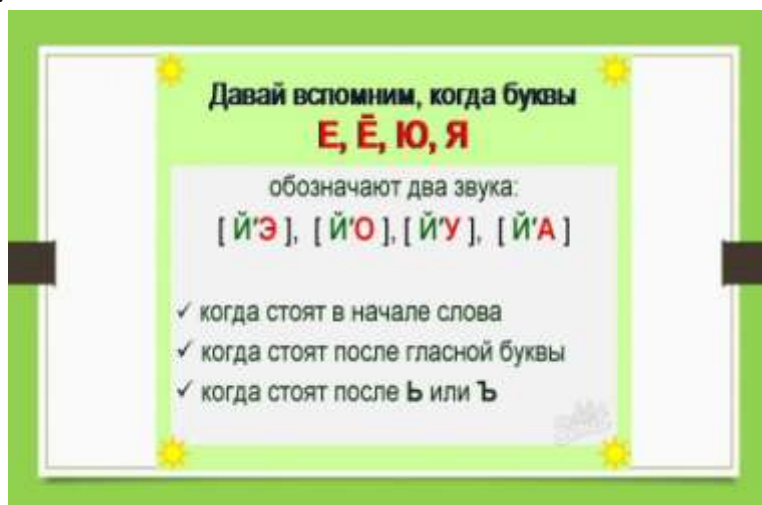 Давай вспомним, когда буквы
Е, Ё, Ю, Я
обозначают два звука:
[ Й'Э ], [ Й'О ], [ Й'У ], [ Й'А ]
✓ когда стоят в начале слова
✓ когда стоят после гласной буквы
✓ когда стоят после Ь или Ъ